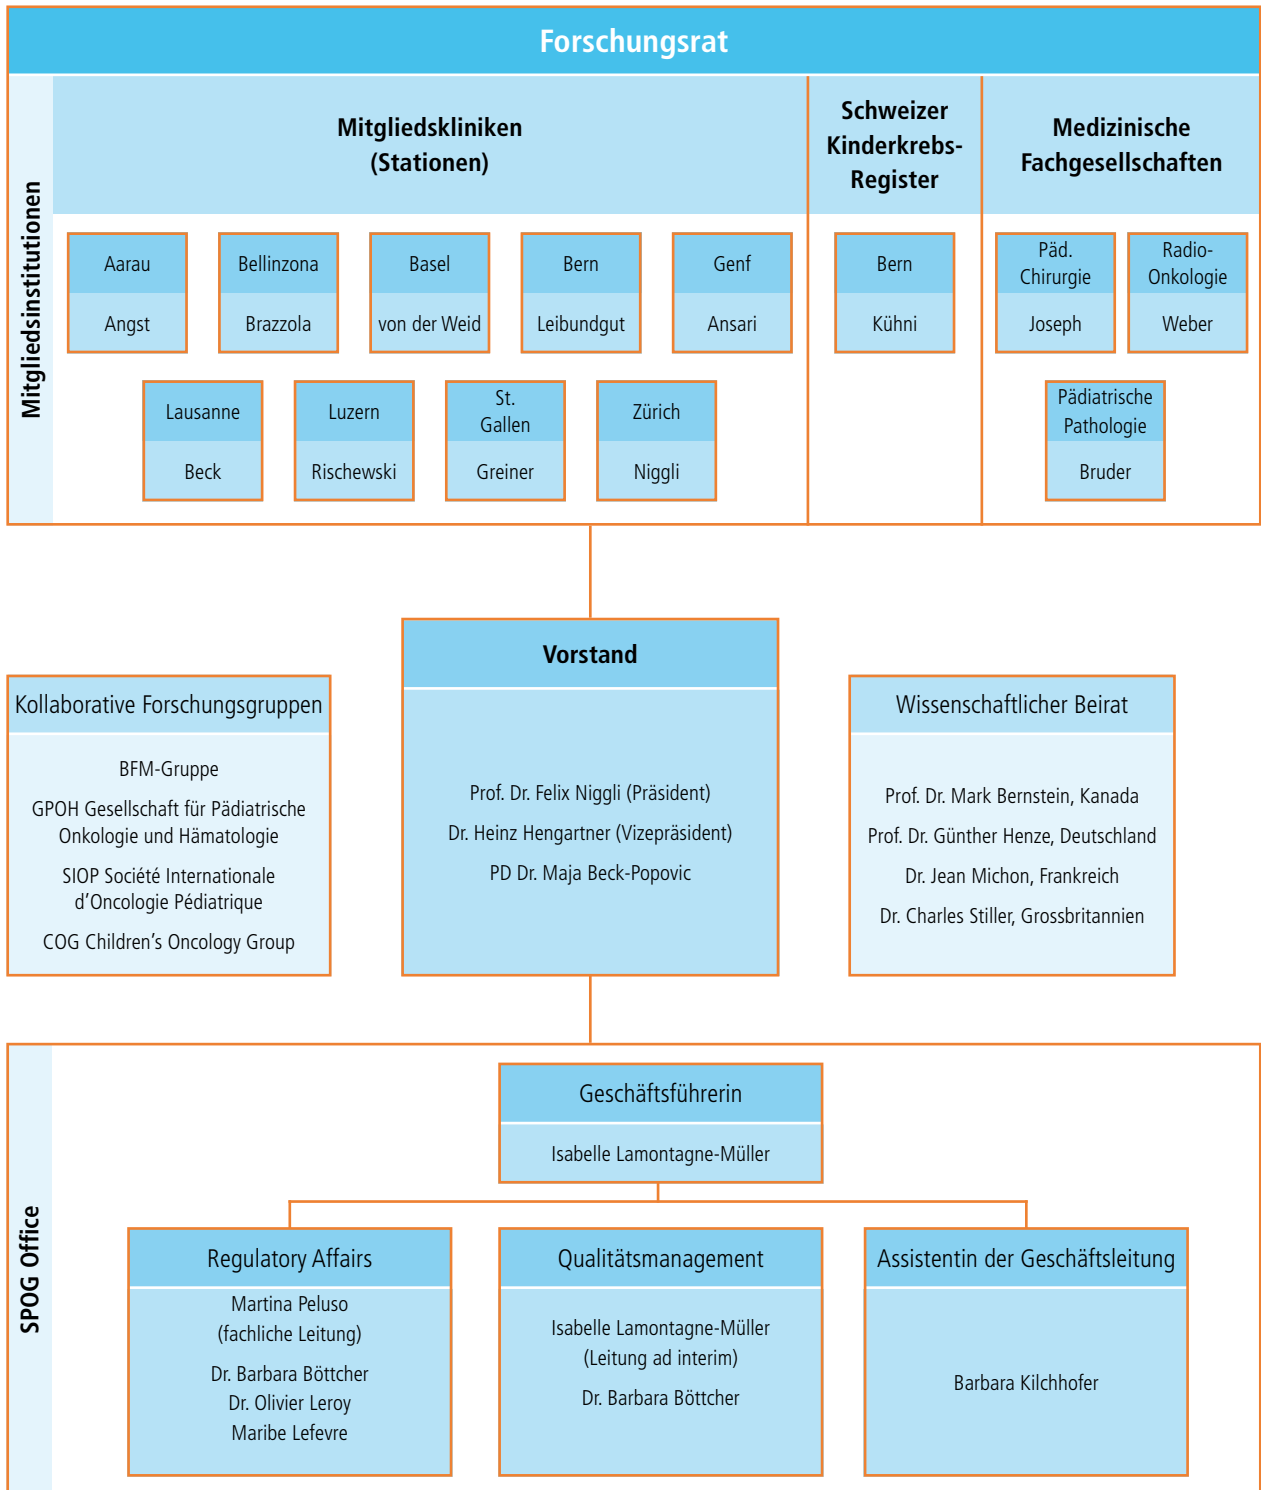 Forschungsrat
Mitgliedsinstitutionen
Mitgliedskliniken
(Stationen)
Schweizer
Kinderkrebs-
Register
Medizinische
Fachgesellschaften
Aarau
Angst
Bellinzona
Brazzola
Basel
von der Weid
Bern
Leibundgut
Genf
Ansari
Bern
Kühni
Päd.
Chirurgie
Joseph
Radio-
Onkologie
Weber
Lausanne
Beck
Luzern
Rischewski
St.
Gallen
Greiner
Zürich
Niggli
Pädiatrische
Pathologie
Bruder
Kollaborative Forschungsgruppen
BFM-Gruppe
GPOH Gesellschaft für Pädiatrische
Onkologie und Hämatologie
SIOP Société Internationale
d’Oncologie Pédiatrique
COG Children’s Oncology Group
Vorstand
Prof. Dr. Felix Niggli (Präsident)
Dr. Heinz Hengartner (Vizepräsident)
PD Dr. Maja Beck-Popovic
Wissenschaftlicher Beirat
Prof. Dr. Mark Bernstein, Kanada
Prof. Dr. Günther Henze, Deutschland
Dr. Jean Michon, Frankreich
Dr. Charles Stiller, Grossbritannien
SPOG Office
Geschäftsführerin
Isabelle Lamontagne-Müller
Regulatory Affairs
Martina Peluso
(fachliche Leitung)
Dr. Barbara Böttcher
Dr. Olivier Leroy
Maribe Lefevre
Qualitätsmanagement
Isabelle Lamontagne-Müller
(Leitung ad interim)
Dr. Barbara Böttcher
Assistentin der Geschäftsleitung
Barbara Kilchhofer